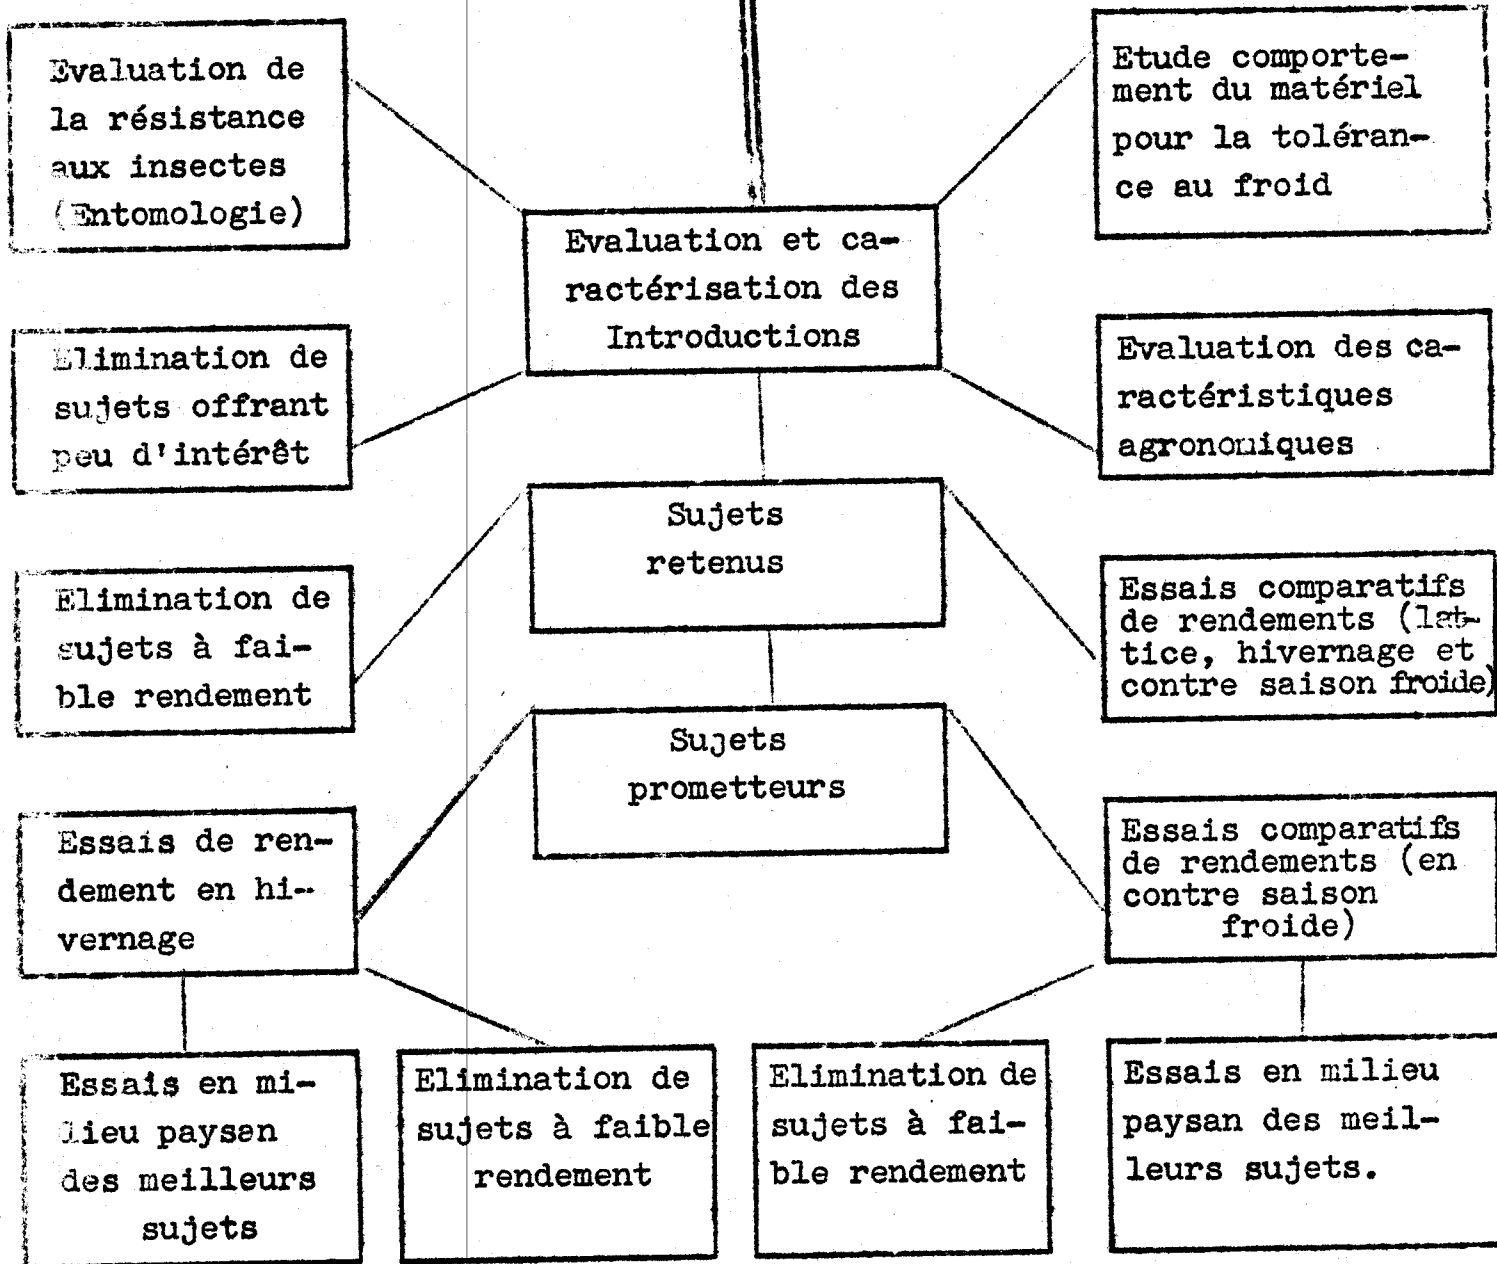 Evaluation de
la résistance
aux insectes
(Entomologie)
Etude comporte-
ment du matériel
pour la toléran-
ce au froid
Evaluation et ca-
ractérisation des
Introductions
Elimination de
sujets offrant
peu d'intérêt
Evaluation des ca-
ractéristiques
agronomiques
Sujets
retenus
Elimination de
sujets à fai-
ble rendement
Essais comparatifs
de rendements (lat-
tice, hivernage et
contre saison froide)
Sujets
prometteurs
Essais de ren-
dement en hi-
vernage
Essais comparatifs
de rendements (en
contre saison
froide)
Essais en mi-
lieu paysan
des meilleurs
sujets
Elimination de
sujets à faible
rendement
Elimination de
sujets à fai-
ble rendement
Essais en milieu
paysan des meil-
leurs sujets.